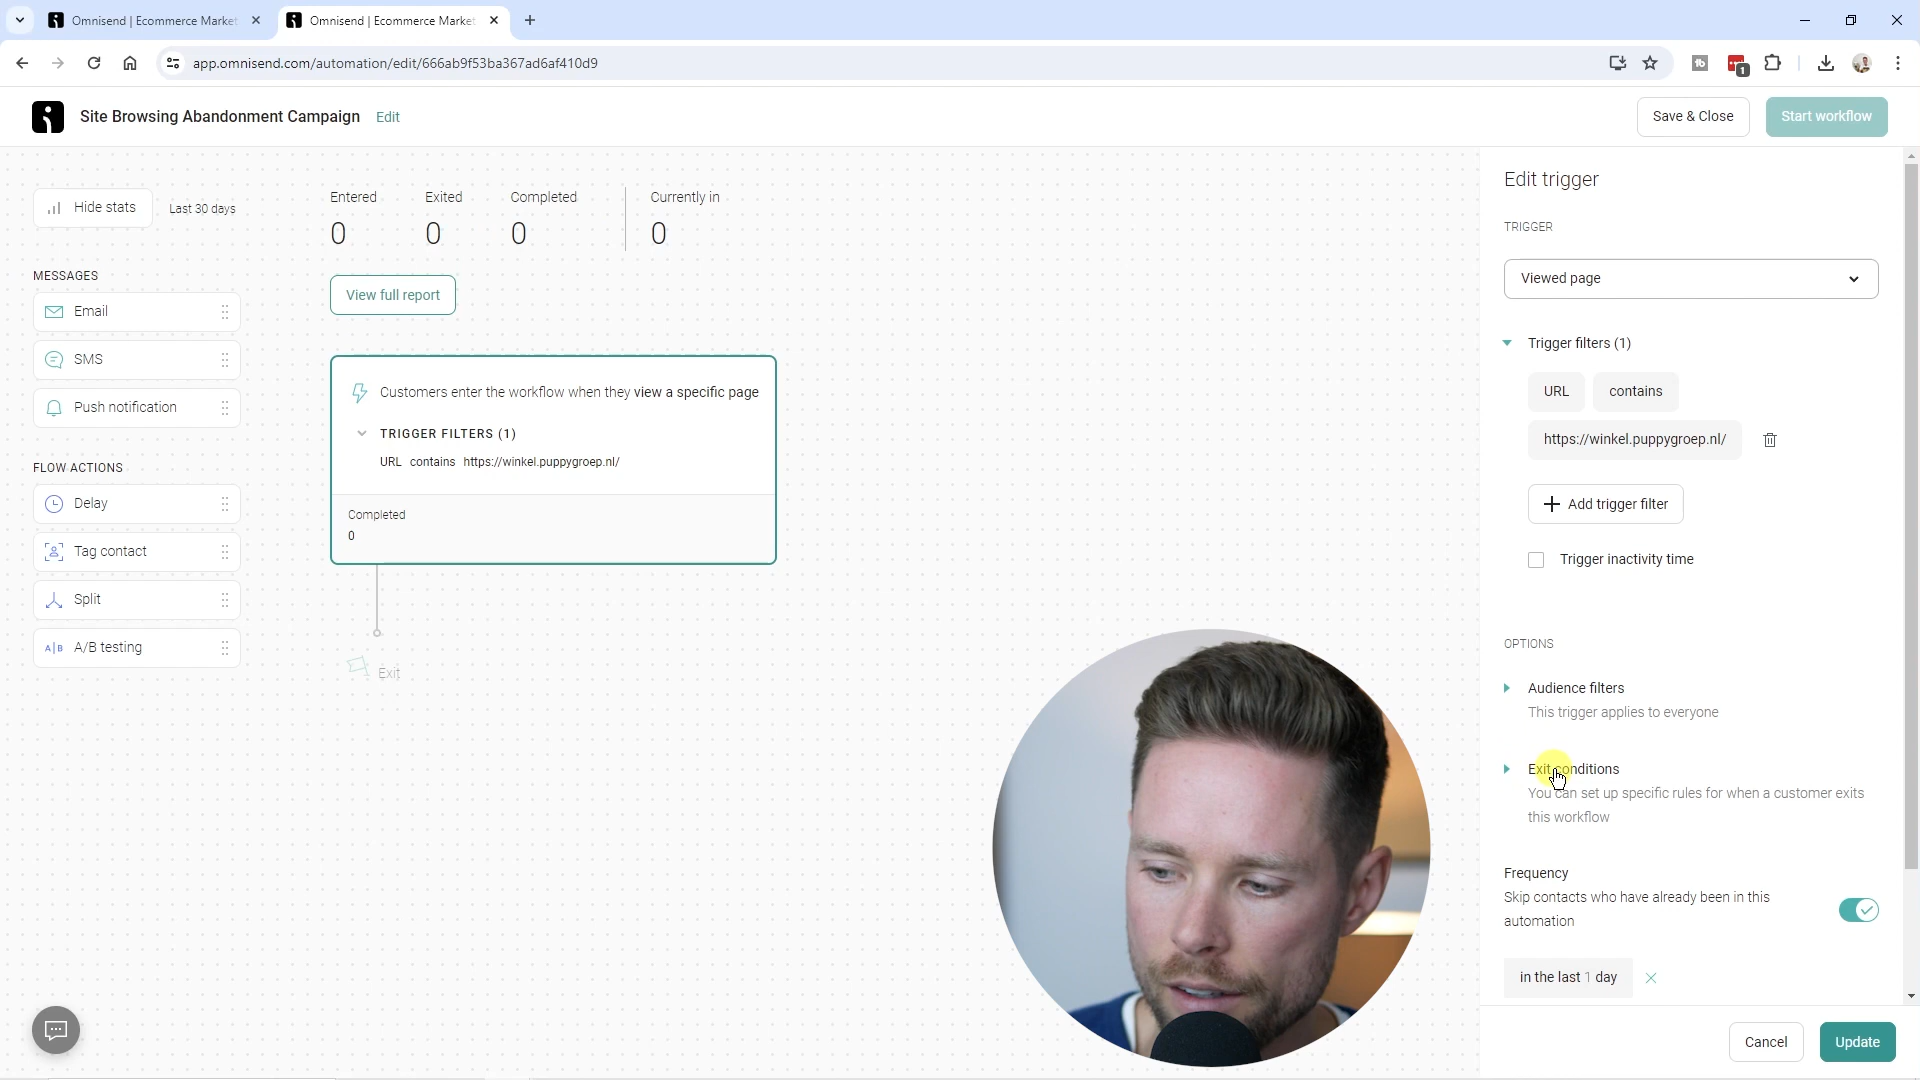 Omnisend | Ecommerce Market
Omnisend | Ecommerce Market
app.omnisend.com/automation/edit/666ab9f53ba367ad6af410d9
1
Site Browsing Abandonment Campaign
Edit
Save & Close
Start workflow
Hide stats
Last 30 days
Entered
Exited
Completed
Currently in
0
0
0
0
View full report
MESSAGES
Email
SMS
Push notification
FLOW ACTIONS
Delay
Tag contact
Split
A|B
A/B testing
Customers enter the workflow when they view a specific page
TRIGGER FILTERS (1)
URL contains https://winkel.puppygroep.nl/
Completed
0
Exit
Edit trigger
TRIGGER
Viewed page
Trigger filters (1)
URL
contains
https://winkel.puppygroep.nl/
Add trigger filter
Trigger inactivity time
OPTIONS
Audience filters
This trigger applies to everyone
Exit conditions
You can set up specific rules for when a customer exits
this workflow
Frequency
Skip contacts who have already been in this
automation
in the last 1 day
Cancel
Update